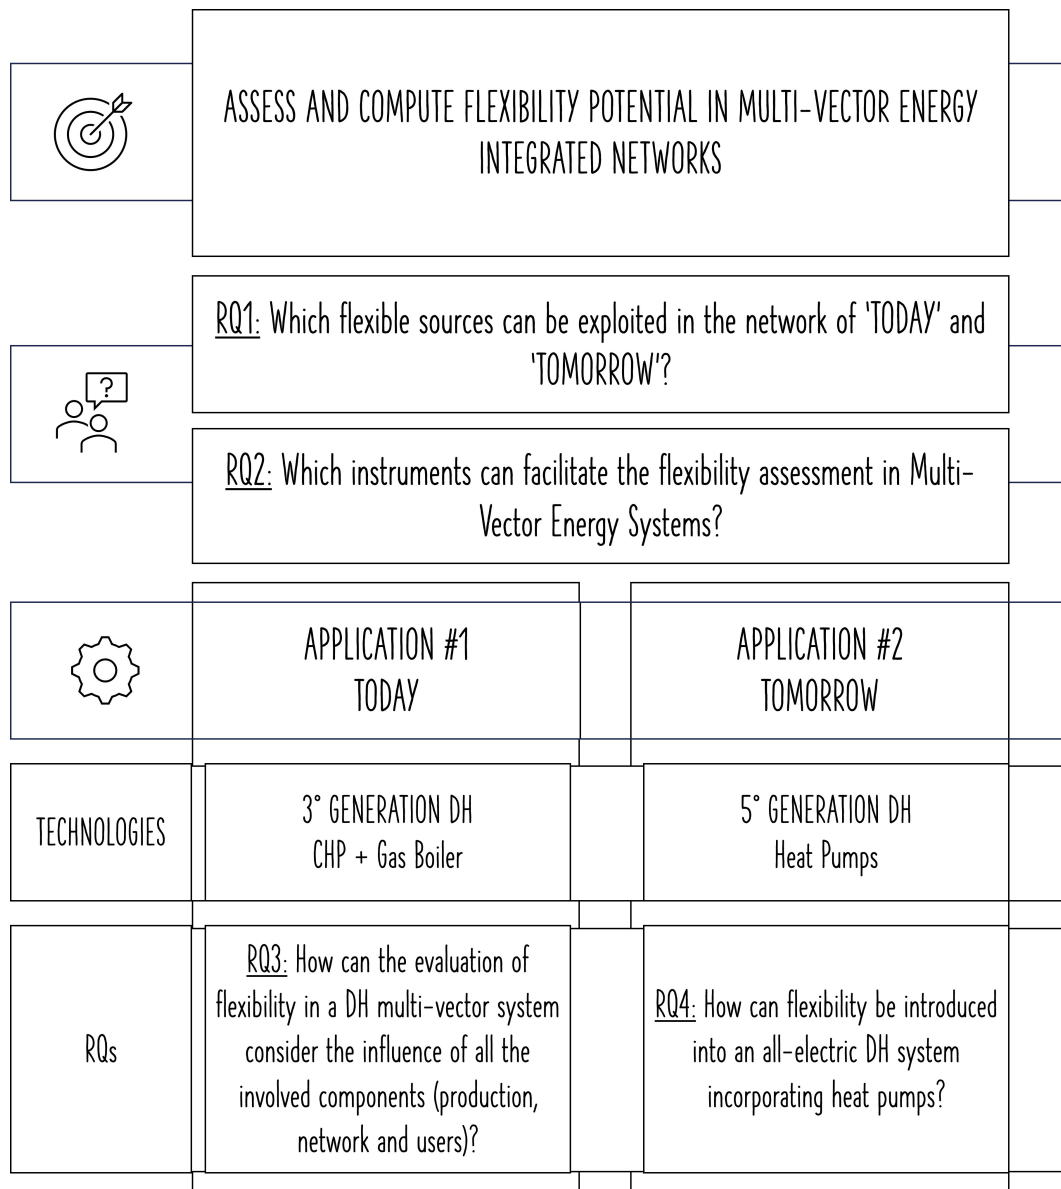 ASSESS AND COMPUTE FLEXIBILITY POTENTIAL IN MULTI-VECTOR ENERGY
INTEGRATED NETWORKS
?
RQ1: Which flexible sources can be exploited in the network of 'TODAY' and
'TOMORROW'?
RQ2: Which instruments can facilitate the flexibility assessment in Multi-
Vector Energy Systems?
APPLICATION #1
TODAY
APPLICATION #2
TOMORROW
TECHNOLOGIES
3° GENERATION DH
CHP + Gas Boiler
5° GENERATION DH
Heat Pumps
RQs
RQ3: How can the evaluation of
flexibility in a DH multi-vector system
consider the influence of all the
involved components (production,
network and users)?
RQ4: How can flexibility be introduced
into an all-electric DH system
incorporating heat pumps?